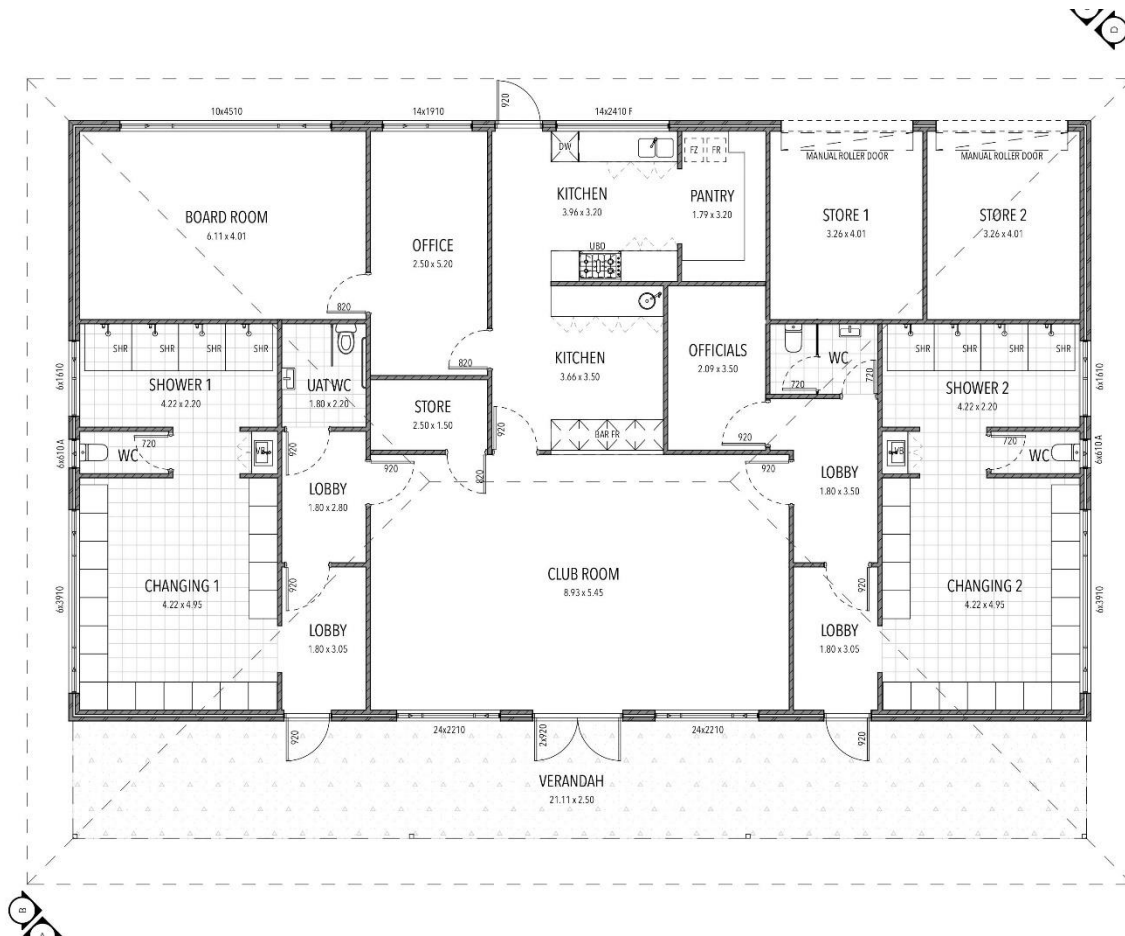 D
920
10x4510
14x1910
14x2410 F
DW
FZ
FR
MANUAL ROLLER DOOR
MANUAL ROLLER DOOR
BOARD ROOM
6.11 x 4.01
OFFICE
2.50 x 5.20
KITCHEN
3.96 x 3.20
PANTRY
1.79 x 3.20
STORE 1
3.26 x 4.01
STORE 2
3.26 x 4.01
UBO
820
SHR
SHR
SHR
SHR
SHOWER 1
4.22 x 2.20
6x1610
UAT WC
1.80 x 2.20
820
KITCHEN
3.66 x 3.50
OFFICIALS
2.09 x 3.50
WC
720
720
SHR
SHR
SHR
SHR
SHOWER 2
4.22 x 2.20
6x1610
STORE
2.50 x 1.50
920
BAR FR
920
6x610 A
WC
720
VB
920
LOBBY
1.80 x 2.80
920
820
920
LOBBY
1.80 x 3.50
VB
720
WC
6x610 A
CHANGING 1
4.22 x 4.95
6x3910
920
LOBBY
1.80 x 3.05
CLUB ROOM
8.93 x 5.45
920
LOBBY
1.80 x 3.05
CHANGING 2
4.22 x 4.95
6x3910
920
24x2210
2x920
24x2210
920
VERANDAH
21.11 x 2.50
B